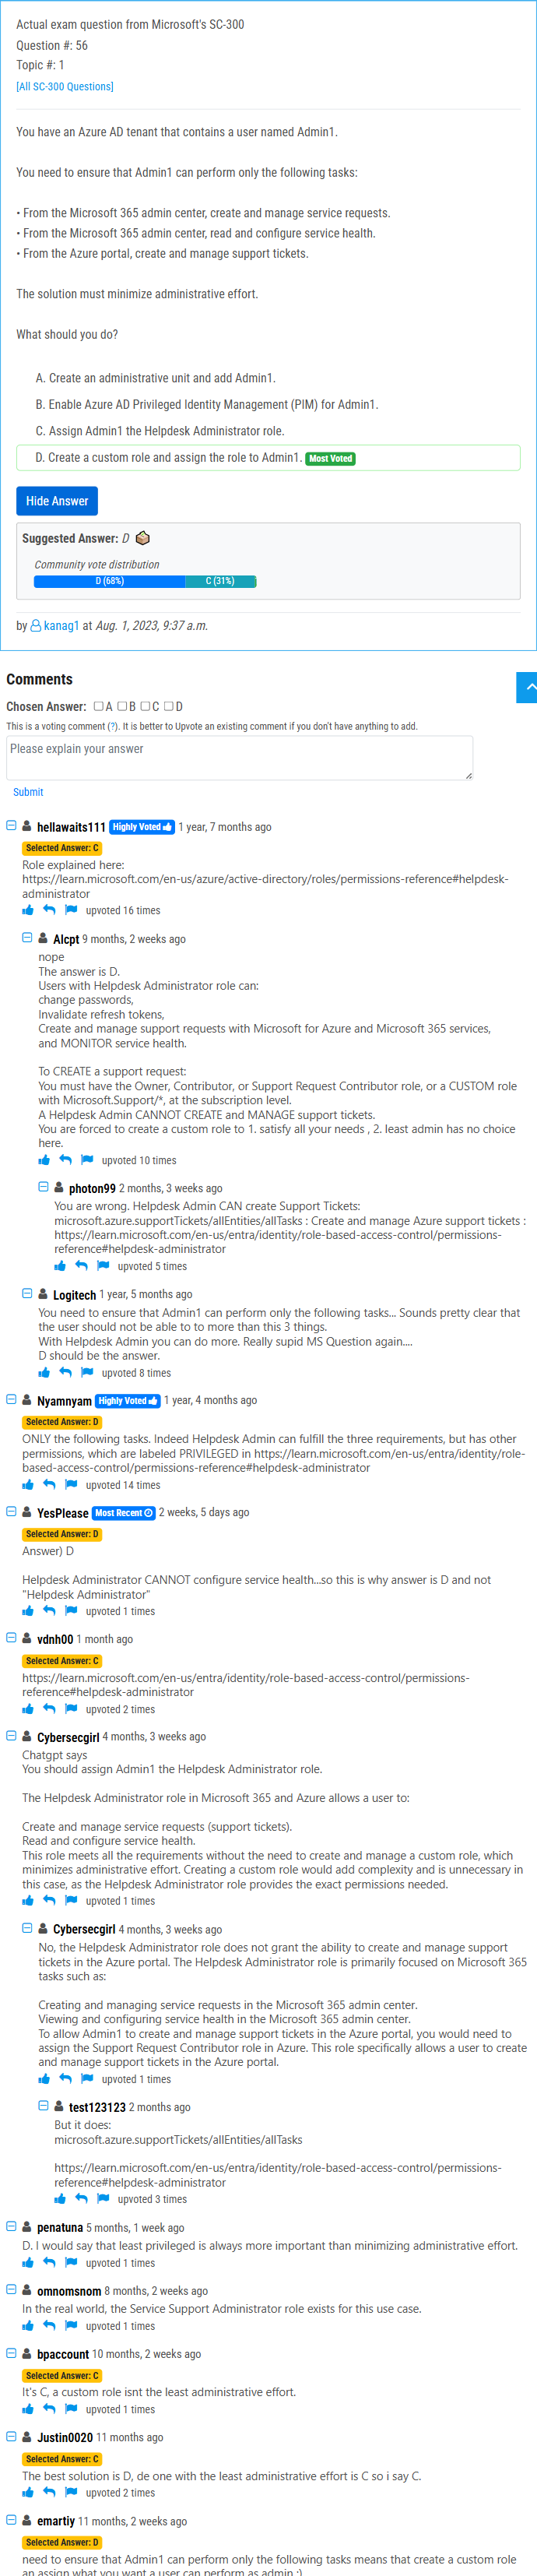 Actual exam question from Microsoft's SC-300
Question #: 56
Topic #: 1
[All SC-300 Questions]
You have an Azure AD tenant that contains a user named Admin1.
You need to ensure that Admin1 can perform only the following tasks:
• From the Microsoft 365 admin center, create and manage service requests.
• From the Microsoft 365 admin center, read and configure service health.
• From the Azure portal, create and manage support tickets.
The solution must minimize administrative effort.
What should you do?
A. Create an administrative unit and add Admin1.
B. Enable Azure AD Privileged Identity Management (PIM) for Admin1.
C. Assign Admin1 the Helpdesk Administrator role.
D. Create a custom role and assign the role to Admin1. Most Voted
Hide Answer
Suggested Answer: D
Community vote distribution
D (68%) C (31%)
by kanag1 at Aug. 1, 2023, 9:37 a.m.
Comments
Chosen Answer: A B C D
This is a voting comment (?). It is better to Upvote an existing comment if you don't have anything to add.
Please explain your answer
Submit
hellawaits111 Highly Voted 1 year, 7 months ago
Selected Answer: C
Role explained here:
https://learn.microsoft.com/en-us/azure/active-directory/roles/permissions-reference#helpdesk-
administrator
upvoted 16 times
Alcpt 9 months, 2 weeks ago
nope
The answer is D.
Users with Helpdesk Administrator role can:
change passwords,
Invalidate refresh tokens,
Create and manage support requests with Microsoft for Azure and Microsoft 365 services,
and MONITOR service health.
To CREATE a support request:
You must have the Owner, Contributor, or Support Request Contributor role, or a CUSTOM role
with Microsoft.Support/*, at the subscription level.
A Helpdesk Admin CANNOT CREATE and MANAGE support tickets.
You are forced to create a custom role to 1. satisfy all your needs , 2. least admin has no choice
here.
upvoted 10 times
photon99 2 months, 3 weeks ago
You are wrong. Helpdesk Admin CAN create Support Tickets:
microsoft.azure.supportTickets/allEntities/allTasks : Create and manage Azure support tickets :
https://learn.microsoft.com/en-us/entra/identity/role-based-access-control/permissions-
reference#helpdesk-administrator
upvoted 5 times
Logitech 1 year, 5 months ago
You need to ensure that Admin1 can perform only the following tasks... Sounds pretty clear that
the user should not be able to to more than this 3 things.
With Helpdesk Admin you can do more. Really supid MS Question again....
D should be the answer.
upvoted 8 times
Nyamnyam Highly Voted 1 year, 4 months ago
Selected Answer: D
ONLY the following tasks. Indeed Helpdesk Admin can fulfill the three requirements, but has other
permissions, which are labeled PRIVILEGED in https://learn.microsoft.com/en-us/entra/identity/role-
based-access-control/permissions-reference#helpdesk-administrator
upvoted 14 times
YesPlease Most Recent 2 weeks, 5 days ago
Selected Answer: D
Answer) D
Helpdesk Administrator CANNOT configure service health...so this is why answer is D and not
"Helpdesk Administrator"
upvoted 1 times
vdnh00 1 month ago
Selected Answer: C
https://learn.microsoft.com/en-us/entra/identity/role-based-access-control/permissions-
reference#helpdesk-administrator
upvoted 2 times
Cybersecgirl 4 months, 3 weeks ago
Chatgpt says
You should assign Admin1 the Helpdesk Administrator role.
The Helpdesk Administrator role in Microsoft 365 and Azure allows a user to:
Create and manage service requests (support tickets).
Read and configure service health.
This role meets all the requirements without the need to create and manage a custom role, which
minimizes administrative effort. Creating a custom role would add complexity and is unnecessary in
this case, as the Helpdesk Administrator role provides the exact permissions needed.
upvoted 1 times
Cybersecgirl 4 months, 3 weeks ago
No, the Helpdesk Administrator role does not grant the ability to create and manage support
tickets in the Azure portal. The Helpdesk Administrator role is primarily focused on Microsoft 365
tasks such as:
Creating and managing service requests in the Microsoft 365 admin center.
Viewing and configuring service health in the Microsoft 365 admin center.
To allow Admin1 to create and manage support tickets in the Azure portal, you would need to
assign the Support Request Contributor role in Azure. This role specifically allows a user to create
and manage support tickets in the Azure portal.
upvoted 1 times
test123123 2 months ago
But it does:
microsoft.azure.supportTickets/allEntities/allTasks
https://learn.microsoft.com/en-us/entra/identity/role-based-access-control/permissions-
reference#helpdesk-administrator
upvoted 3 times
penatuna 5 months, 1 week ago
D. I would say that least privileged is always more important than minimizing administrative effort.
upvoted 1 times
omnomsnom 8 months, 2 weeks ago
In the real world, the Service Support Administrator role exists for this use case.
upvoted 1 times
bpaccount 10 months, 2 weeks ago
Selected Answer: C
It's C, a custom role isnt the least administrative effort.
upvoted 1 times
Justin0020 11 months ago
Selected Answer: C
The best solution is D, de one with the least administrative effort is C so i say C.
upvoted 2 times
emartiy 11 months, 2 weeks ago
Selected Answer: D
need to ensure that Admin1 can perform only the following tasks means that create a custom role
an assign what you want a user can perform as admin :)